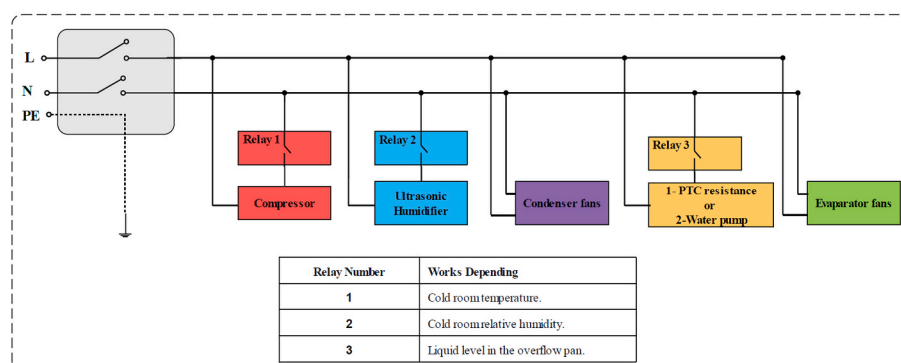 L
N
PE
Relay 1
Relay 2
Relay 3
Compressor
Ultrasonic
Humidifier
Condenser fans
1- PTC resistance
or
2-Water pump
Evaparator fans
Relay Number Works Depending
1 Cold room temperature.
2 Cold room relative humidity.
3 Liquid level in the overflow pan.